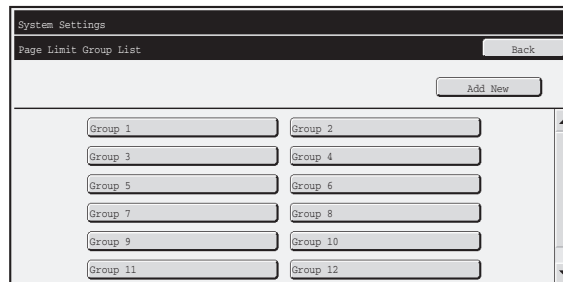 System Settings
Page Limit Group List Back
Add New
Group 1 Group 2
Group 3 Group 4
Group 5 Group 6
Group 7 Group 8
Group 9 Group 10
Group 11 Group 12